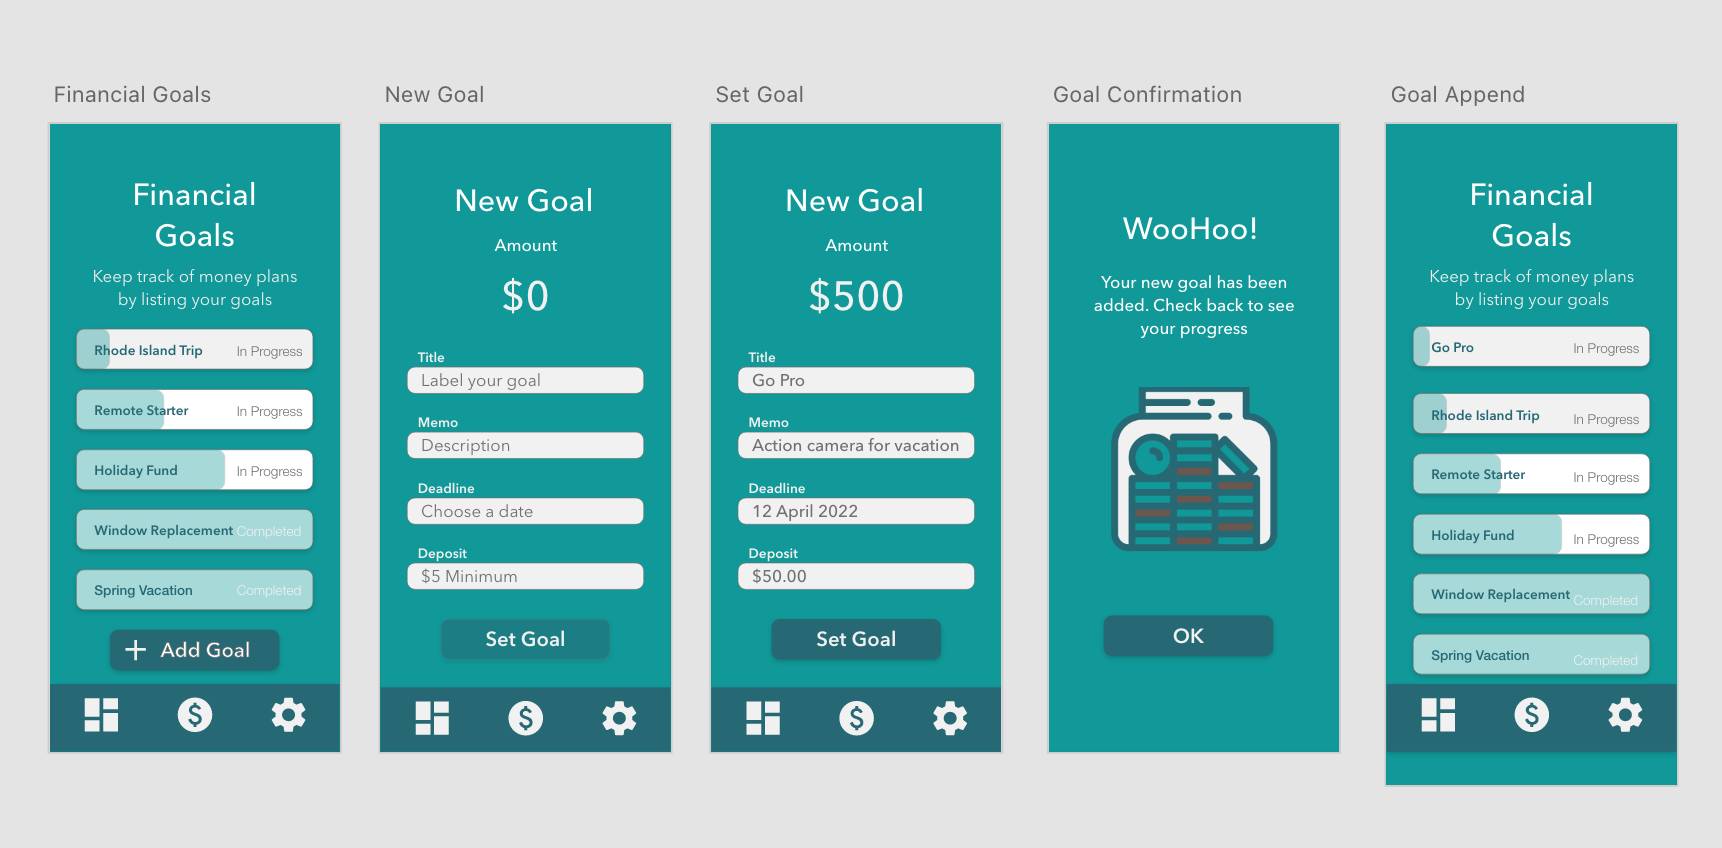 Financial Goals
Financial
Goals
Keep track of money plans
by listing your goals
Rhode Island Trip In Progress
Remote Starter In Progress
Holiday Fund In Progress
Window Replacement Completed
Spring Vacation Completed
+ Add Goal
$
New Goal
New Goal
Amount
$0
Title
Label your goal
Memo
Description
Deadline
Choose a date
Deposit
$5 Minimum
Set Goal
$
Set Goal
New Goal
Amount
$500
Title
Go Pro
Memo
Action camera for vacation
Deadline
12 April 2022
Deposit
$50.00
Set Goal
$
Goal Confirmation
WooHoo!
Your new goal has been
added. Check back to see
your progress
OK
Goal Append
Financial
Goals
Keep track of money plans
by listing your goals
Go Pro In Progress
Rhode Island Trip In Progress
Remote Starter In Progress
Holiday Fund In Progress
Window Replacement Completed
Spring Vacation Completed
$